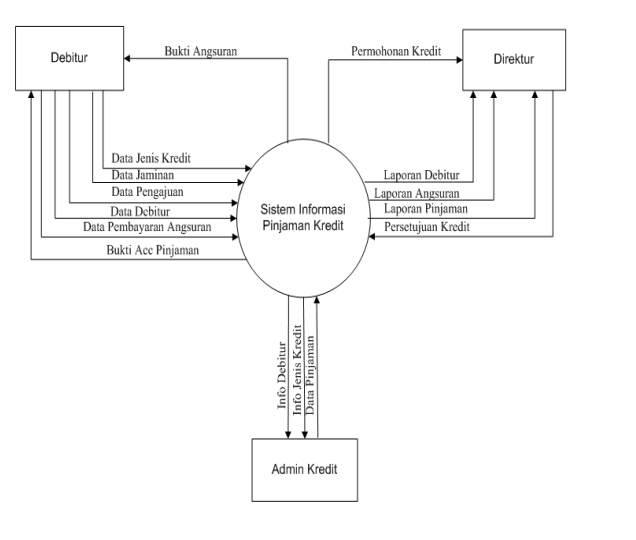 Debitur
Bukti Angsuran
Permohonan Kredit
Direktur
Data Jenis Kredit
Data Jaminan
Data Pengajuan
Data Debitur
Data Pembayaran Angsuran
Bukti Acc Pinjaman
Sistem Informasi
Pinjaman Kredit
Laporan Debitur
Laporan Angsuran
Laporan Pinjaman
Persetujuan Kredit
Info Debitur
Info Jenis Kredit
Data Pinjaman
Admin Kredit